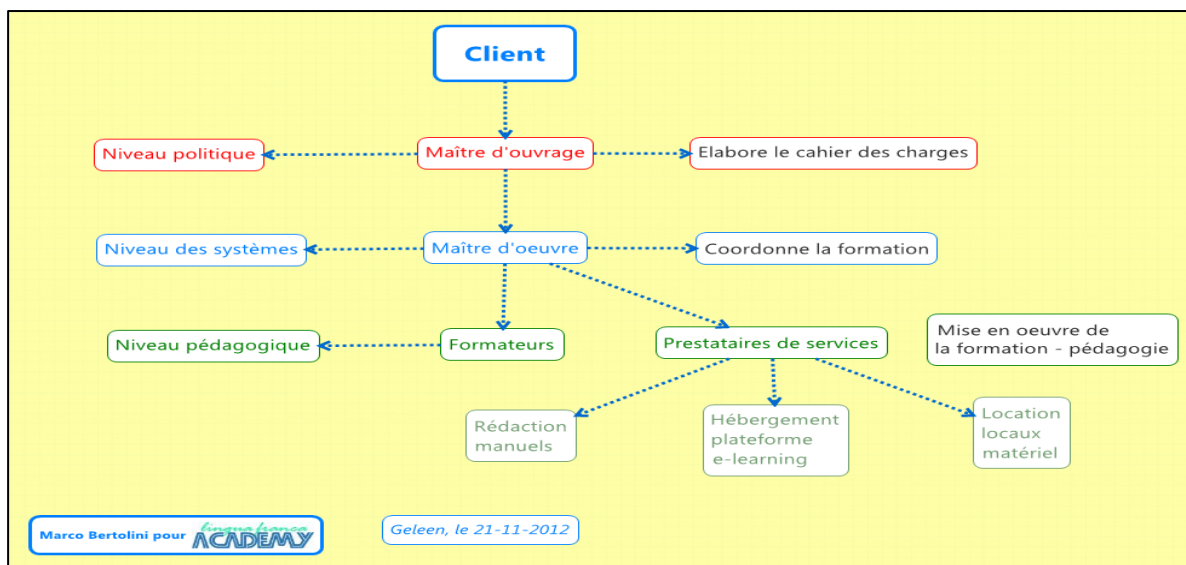 Client
Niveau politique
Maître d'ouvrage
Elabore le cahier des charges
Niveau des systèmes
Maître d'oeuvre
Coordonne la formation
Niveau pédagogique
Formateurs
Prestataires de services
Mise en oeuvre de
la formation - pédagogie
Rédaction
manuels
Hébergement
plateforme
e-learning
Location
locaux
matériel
Marco Bertolini pour lingua franca ACADEMY
Geleen, le 21-11-2012